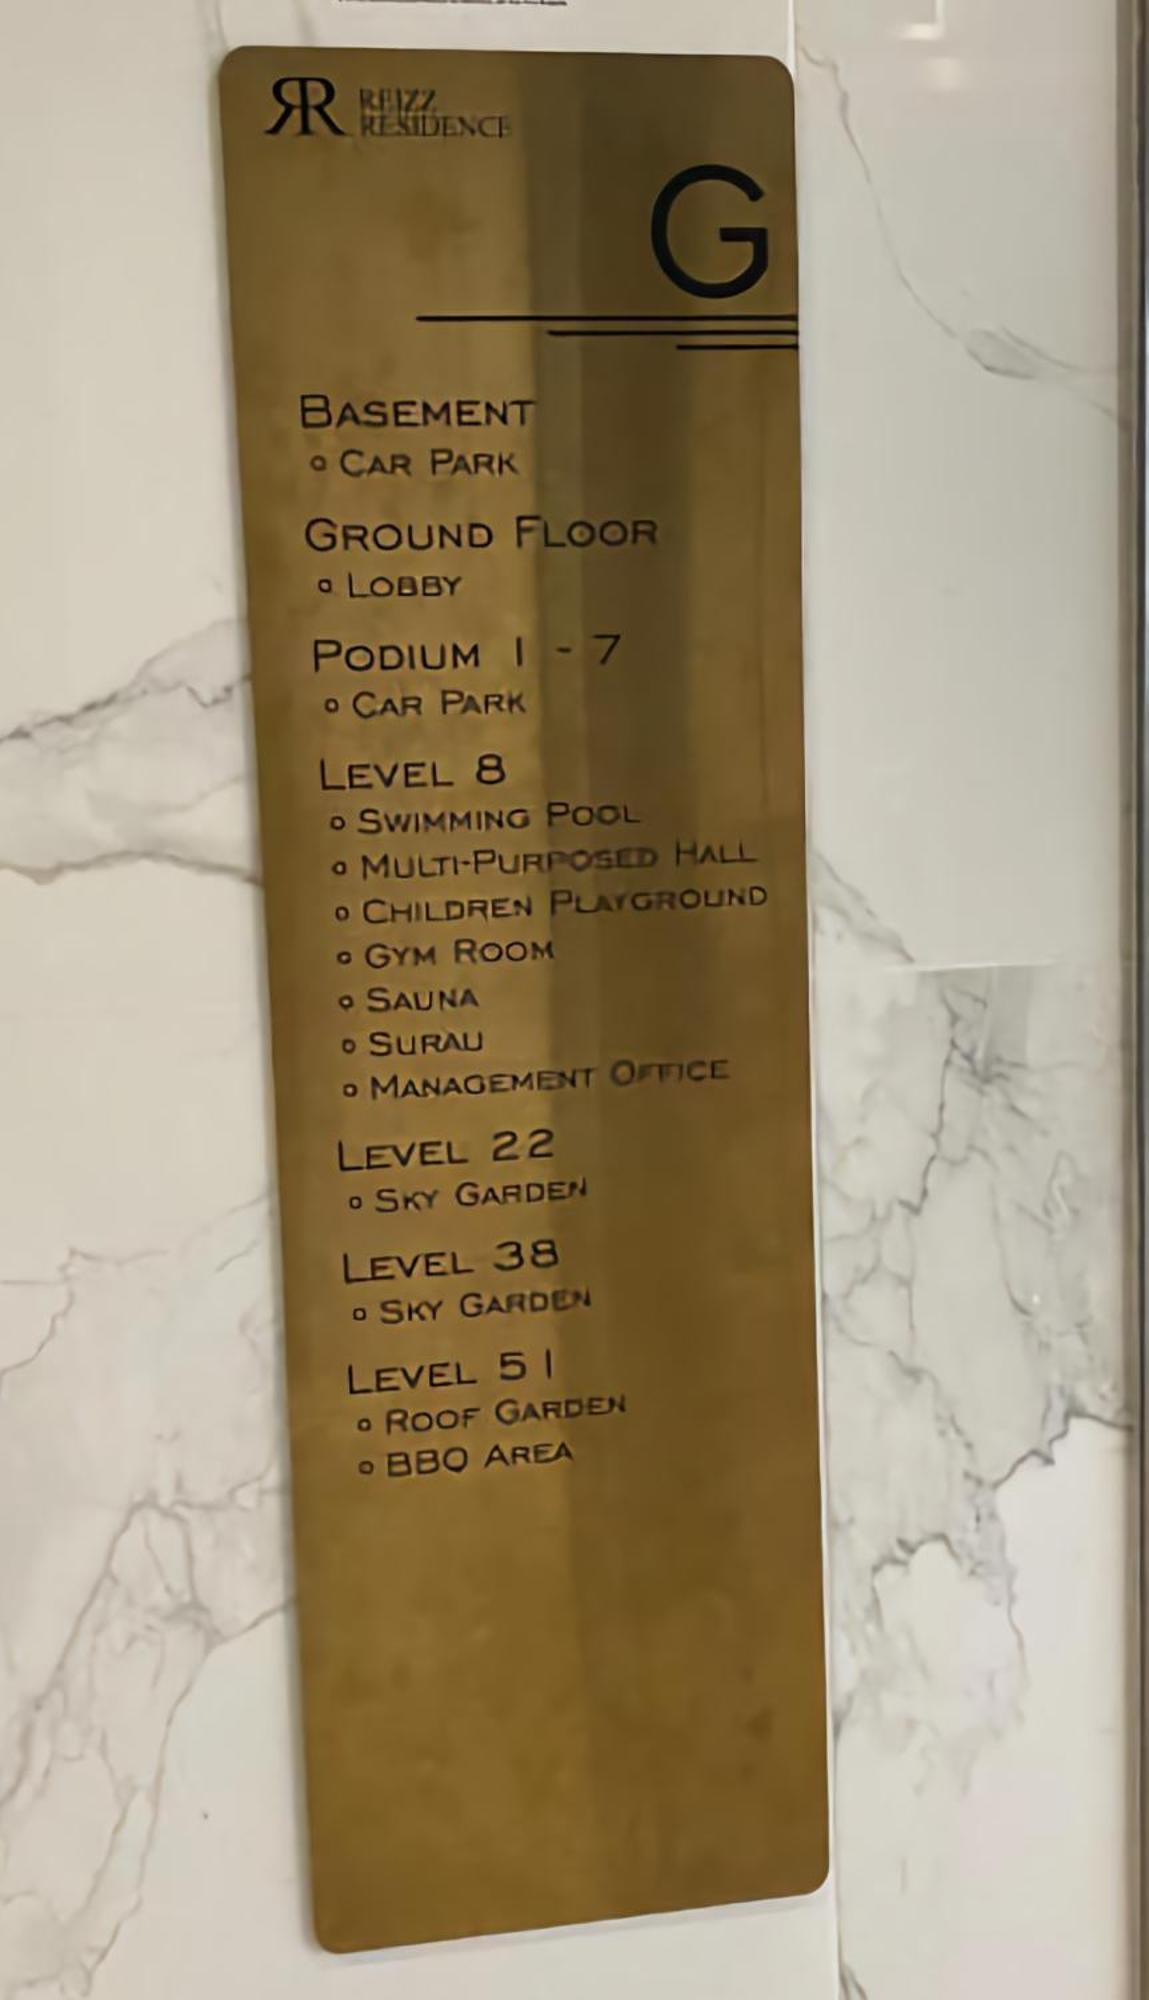 RR REIZZ
RESIDENCE
G
BASEMENT
CAR PARK
GROUND FLOOR
LOBBY
PODIUM 1 - 7
CAR PARK
LEVEL 8
SWIMMING POOL
MULTI-PURPOSED HALL
CHILDREN PLAYGROUND
GYM ROOM
SAUNA
SURAU
MANAGEMENT OFFICE
LEVEL 22
SKY GARDEN
LEVEL 38
SKY GARDEN
LEVEL 51
ROOF GARDEN
BBQ AREA